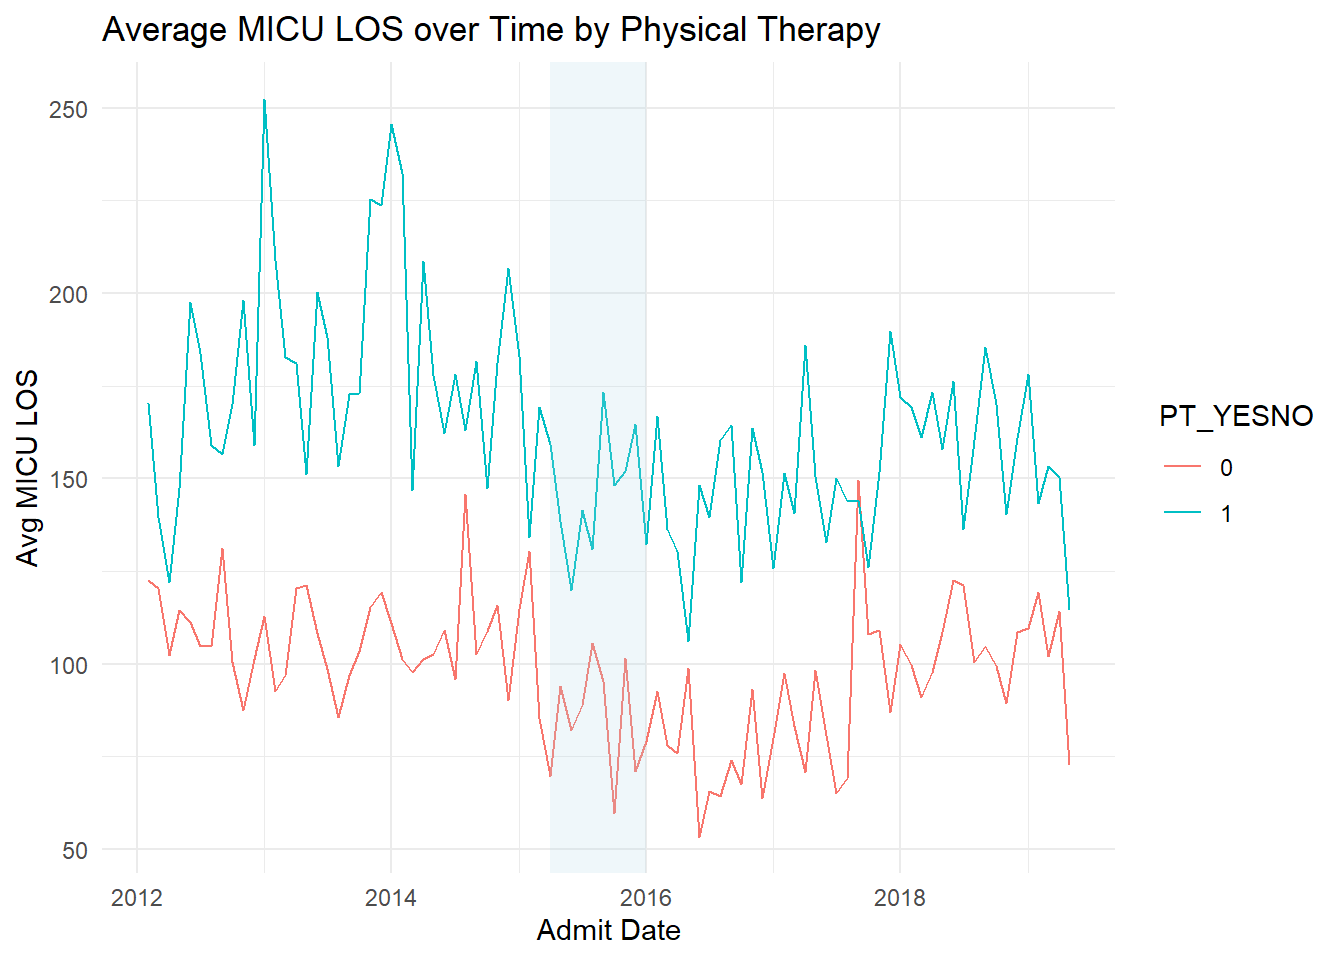 Average MICU LOS over Time by Physical Therapy
250
200
150
100
50
Avg MICU LOS
2012
2014
2016
2018
Admit Date
PT_YESNO
0
1